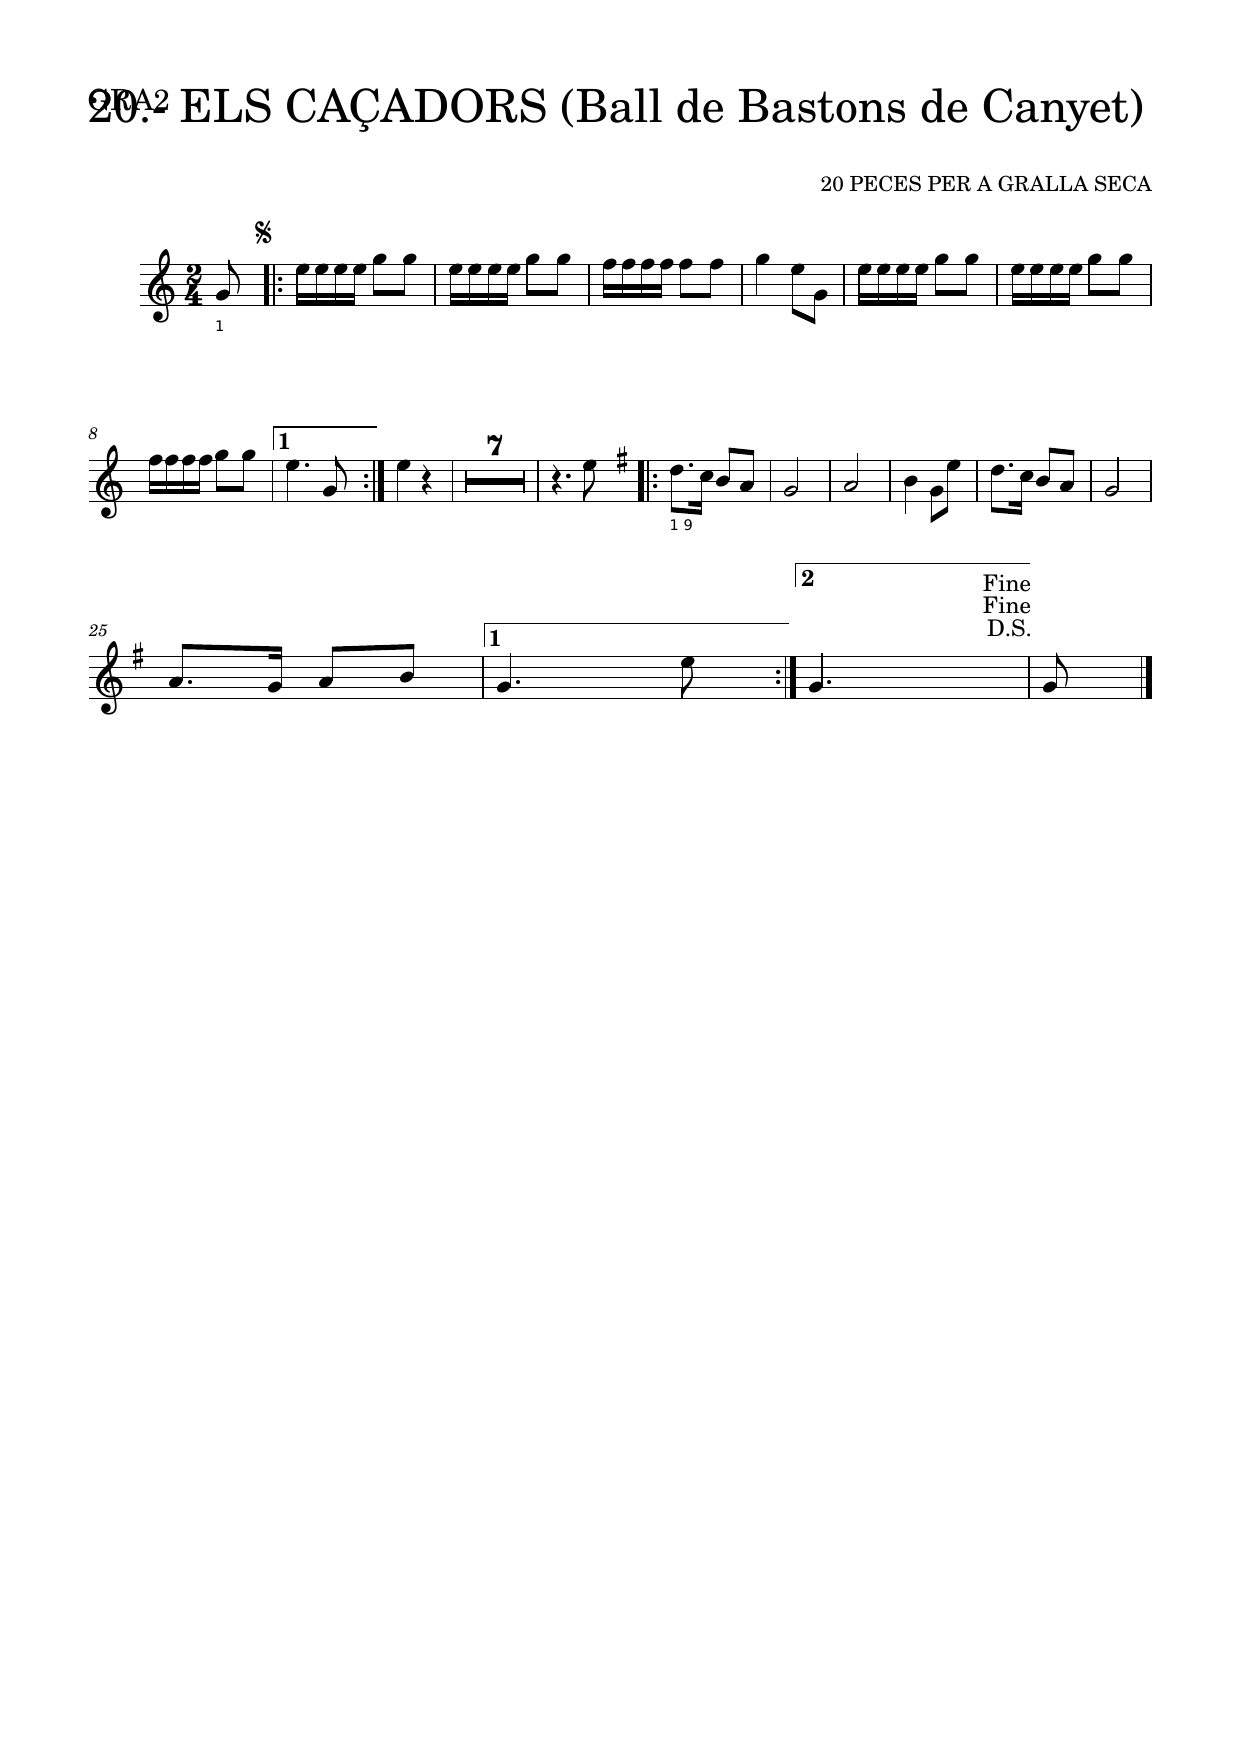 GRA2
20.- ELS CAÇADORS (Ball de Bastons de Canyet)
20 PECES PER A GRALLA SECA
2
4
1
8
1
7
1 9
25
1
2
Fine
Fine
D.S.